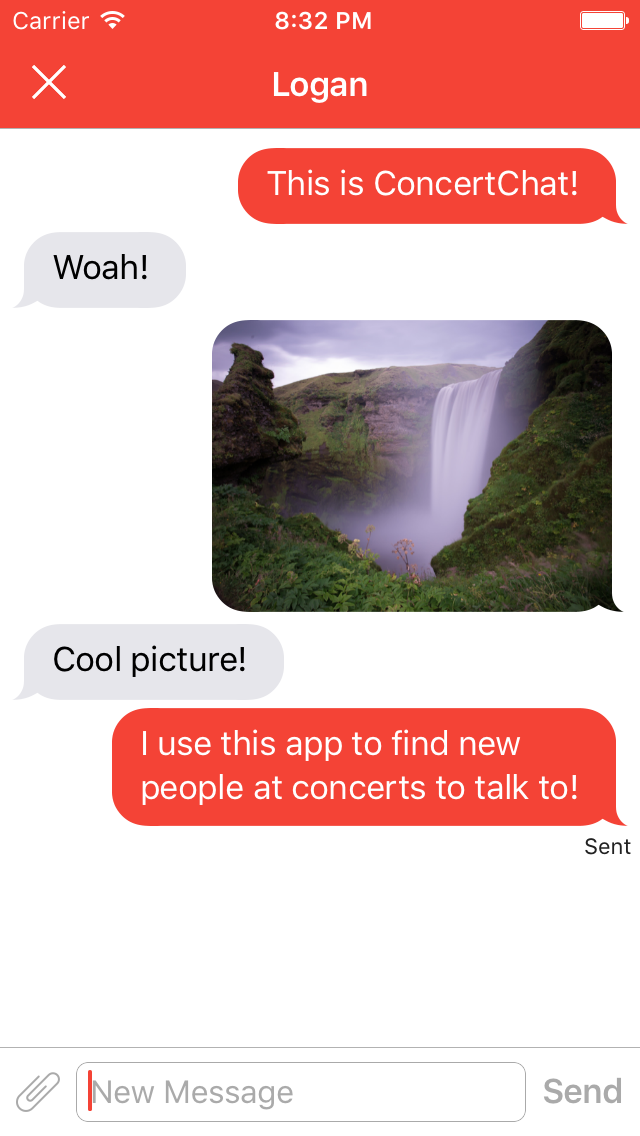 Carrier 8:32 PM
Logan
This is ConcertChat!
Woah!
Cool picture!
I use this app to find new
people at concerts to talk to!
Sent
New Message Send